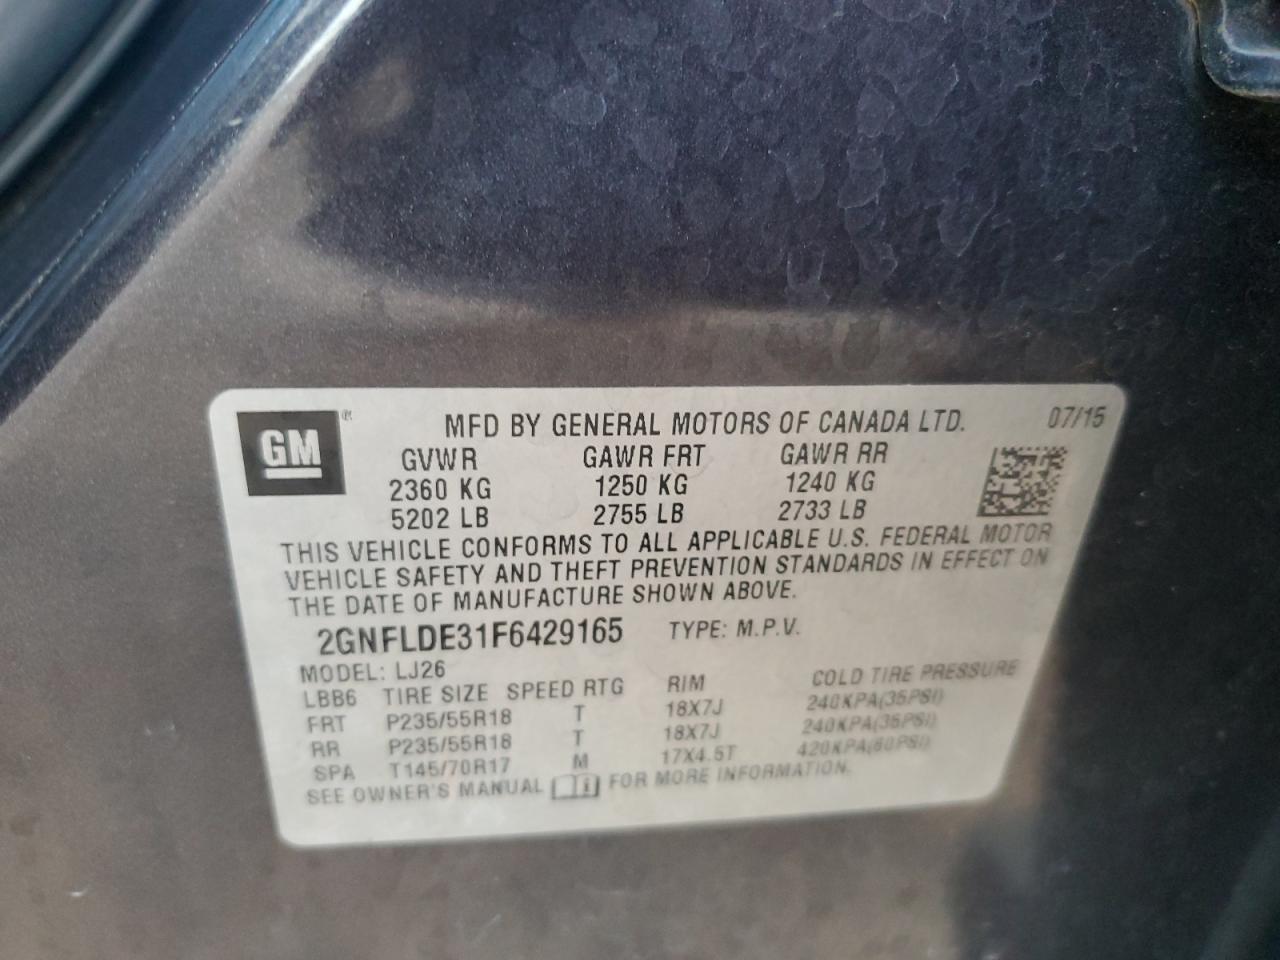 GM ® MFD BY GENERAL MOTORS OF CANADA LTD. 07/15
GVWR GAWR FRT GAWR RR
2360 KG 1250 KG 1240 KG
5202 LB 2755 LB 2733 LB
THIS VEHICLE CONFORMS TO ALL APPLICABLE U.S. FEDERAL MOTOR
VEHICLE SAFETY AND THEFT PREVENTION STANDARDS IN EFFECT ON
THE DATE OF MANUFACTURE SHOWN ABOVE.
2GNFLDE31F6429165 TYPE: M.P.V.
MODEL: LJ26
LBB6 TIRE SIZE SPEED RTG RIM COLD TIRE PRESSURE
FRT P235/55R18 T 18X7J 240KPA(35PSI)
RR P235/55R18 T 18X7J 240KPA(35PSI)
SPA T145/70R17 M 17X4.5T 420KPA(60PSI)
SEE OWNER'S MANUAL FOR MORE INFORMATION.